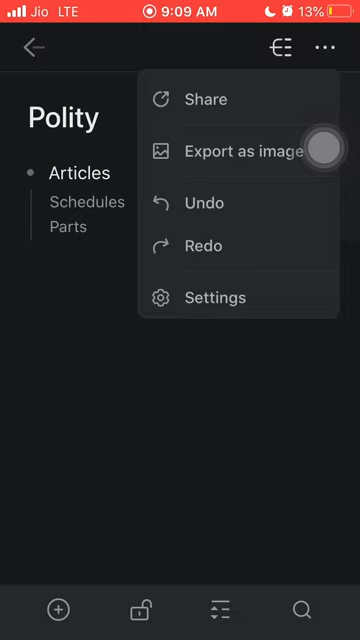 Jio LTE 9:09 AM 13%
Polity
Share
Export as image
Articles
Schedules
Undo
Parts
Redo
Settings